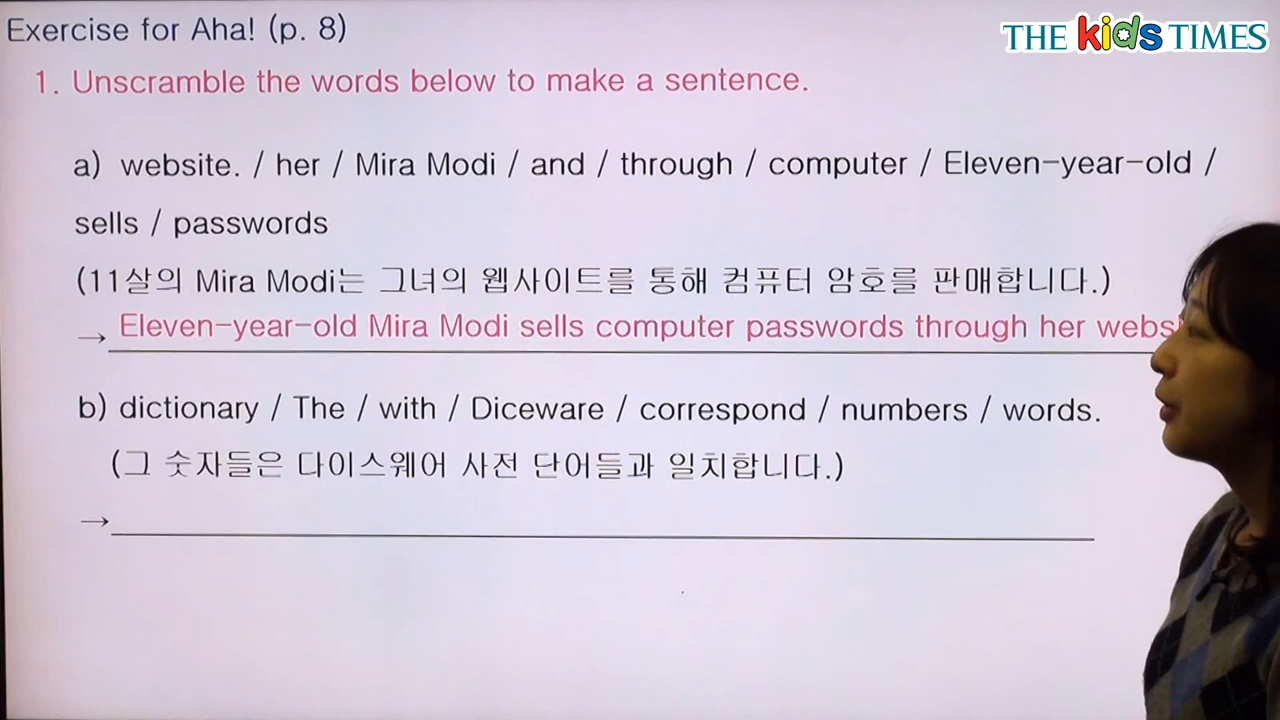 Exercise for Aha! (p. 8)
THE kids TIMES
1. Unscramble the words below to make a sentence.
a) website. / her / Mira Modi / and / through / computer / Eleven-year-old /
sells / passwords
(11살의 Mira Modi는 그녀의 웹사이트를 통해 컴퓨터 암호를 판매합니다.)
→ Eleven-year-old Mira Modi sells computer passwords through her
b) dictionary / The / with / Diceware / correspond / numbers / words.
(그 숫자들은 다이스웨어 사전 단어들과 일치합니다.)
→